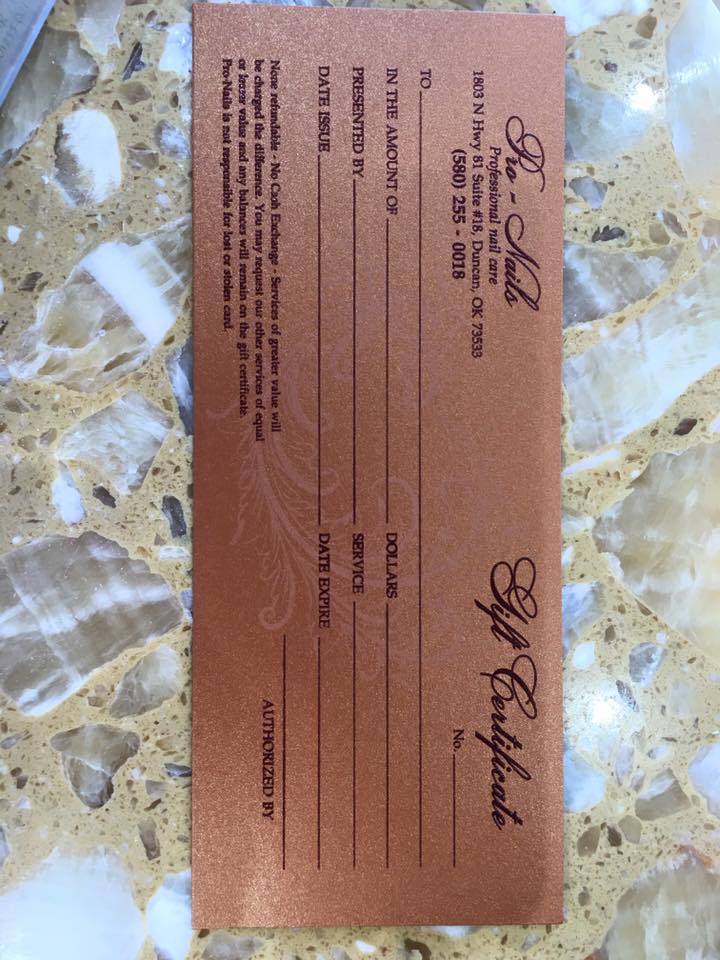 Pro - Nails
Professional nail care
1803 N Hwy 81 Suite #18, Duncan, OK 73533
(580) 255 - 0018
Gift Certificate
No.
TO
IN THE AMOUNT OF DOLLARS
PRESENTED BY SERVICE
DATE ISSUE DATE EXPIRE
None refundable - No Cash Exchange - Services of greater value will
be charged the difference. You may request our other services of equal
or lesser value and any balances will remain on the gift certificate.
Pro-Nails is not responsible for lost or stolen card.
AUTHORIZED BY